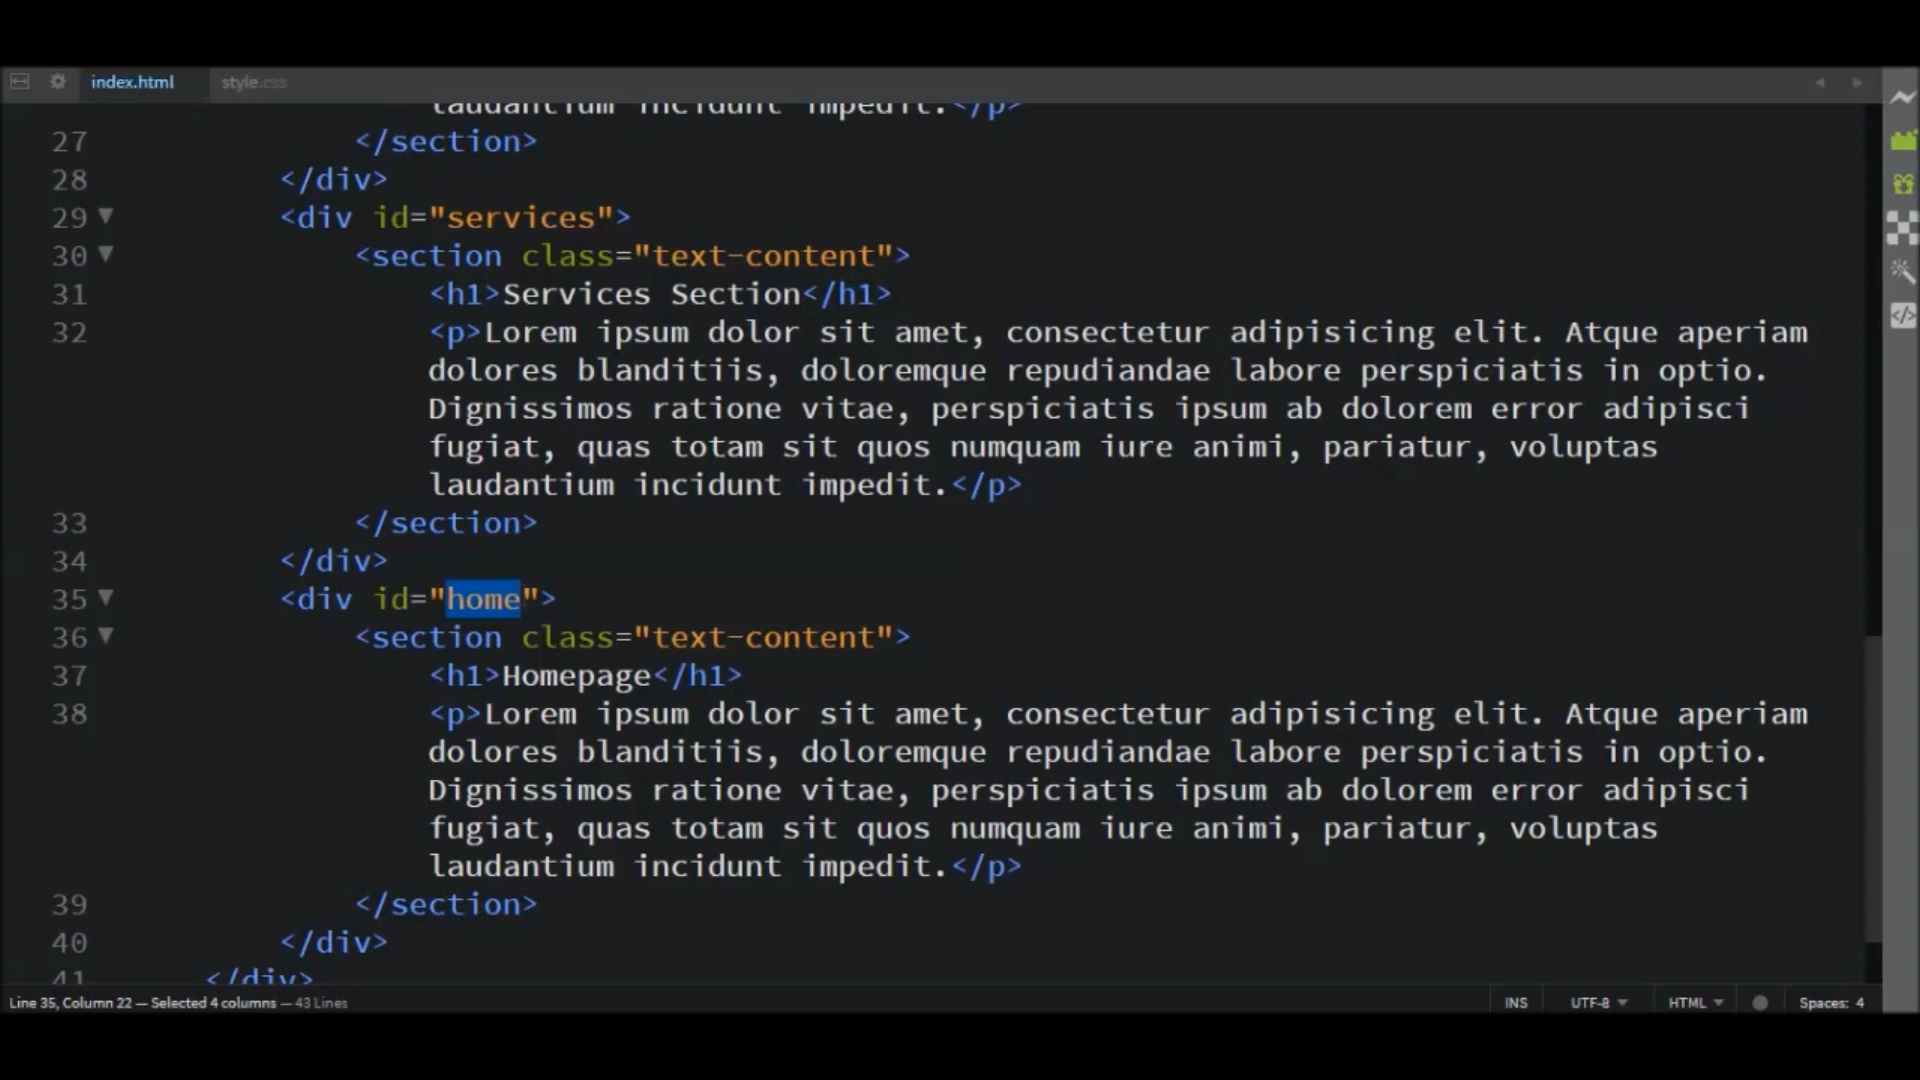 index.html style.css
laudantium incidunt impedit.</p>
27 </section>
28 </div>
29 <div id="services">
30 <section class="text-content">
31 <h1>Services Section</h1>
32 <p>Lorem ipsum dolor sit amet, consectetur adipisicing elit. Atque aperiam
dolores blanditiis, doloremque repudiandae labore perspiciatis in optio.
Dignissimos ratione vitae, perspiciatis ipsum ab dolorem error adipisci
fugiat, quas totam sit quos numquam iure animi, pariatur, voluptas
laudantium incidunt impedit.</p>
33 </section>
34 </div>
35 <div id="home">
36 <section class="text-content">
37 <h1>Homepage</h1>
38 <p>Lorem ipsum dolor sit amet, consectetur adipisicing elit. Atque aperiam
dolores blanditiis, doloremque repudiandae labore perspiciatis in optio.
Dignissimos ratione vitae, perspiciatis ipsum ab dolorem error adipisci
fugiat, quas totam sit quos numquam iure animi, pariatur, voluptas
laudantium incidunt impedit.</p>
39 </section>
40 </div>
41 </div>
Line 35, Column 22 — Selected 4 columns — 43 Lines INS UTF-8 HTML Spaces: 4